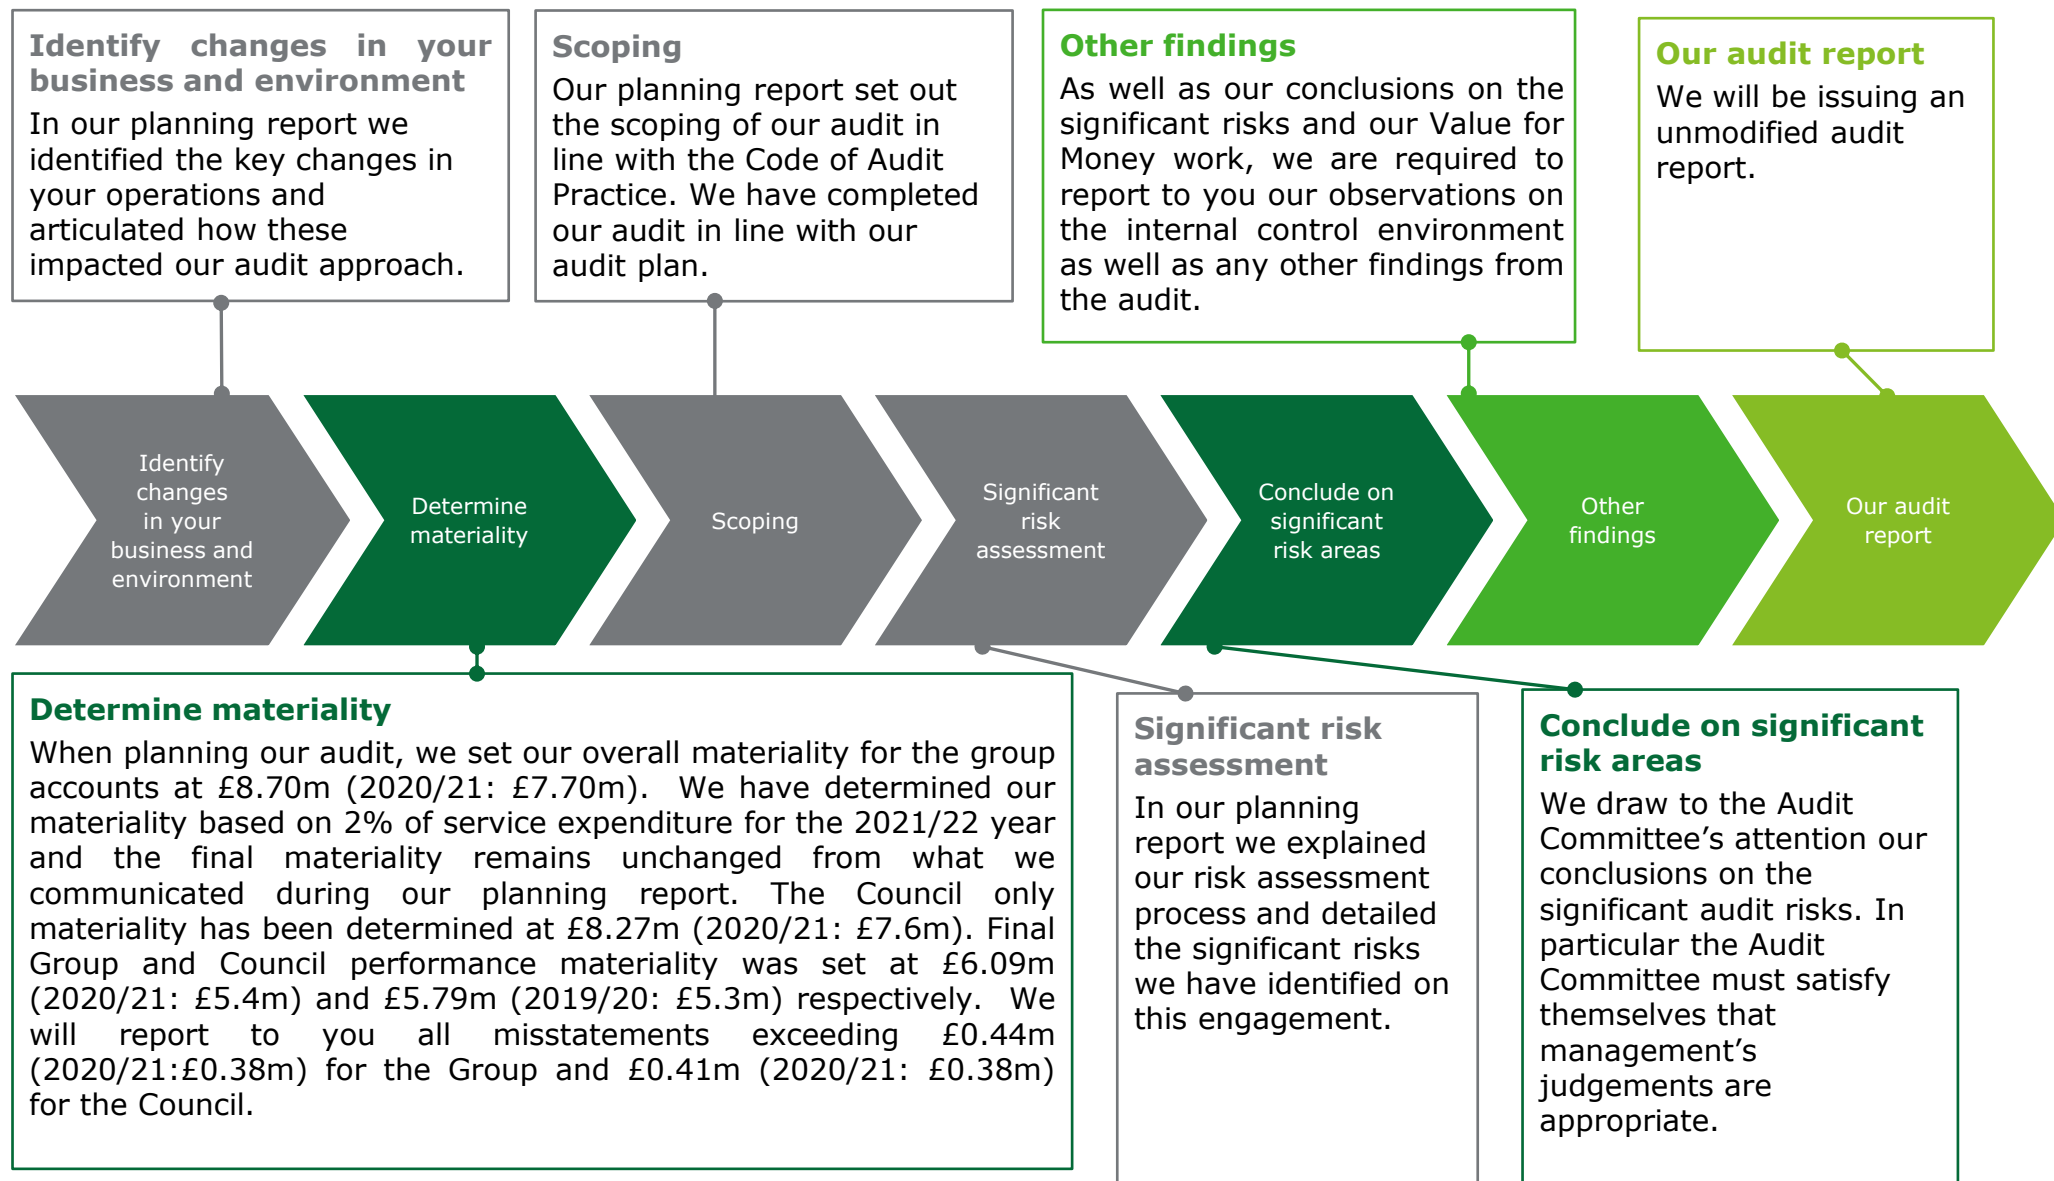 Identify changes in your
business and environment
In our planning report we
identified the key changes in
your operations and
articulated how these
impacted our audit approach.
Scoping
Our planning report set out
the scoping of our audit in
line with the Code of Audit
Practice. We have completed
our audit in line with our
audit plan.
Other findings
As well as our conclusions on the
significant risks and our Value for
Money work, we are required to
report to you our observations on
the internal control environment
as well as any other findings from
the audit.
Our audit report
We will be issuing an
unmodified audit
report.
Identify
changes
in your
business and
environment
Determine
materiality
Scoping
Significant
risk
assessment
Conclude on
significant
risk areas
Other
findings
Our audit
report
Determine materiality
When planning our audit, we set our overall materiality for the group
accounts at £8.70m (2020/21: £7.70m). We have determined our
materiality based on 2% of service expenditure for the 2021/22 year
and the final materiality remains unchanged from what we
communicated during our planning report. The Council only
materiality has been determined at £8.27m (2020/21: £7.6m). Final
Group and Council performance materiality was set at £6.09m
(2020/21: £5.4m) and £5.79m (2019/20: £5.3m) respectively. We
will report to you all misstatements exceeding £0.44m
(2020/21:£0.38m) for the Group and £0.41m (2020/21: £0.38m)
for the Council.
Significant risk
assessment
In our planning
report we explained
our risk assessment
process and detailed
the significant risks
we have identified on
this engagement.
Conclude on significant
risk areas
We draw to the Audit
Committee’s attention our
conclusions on the
significant audit risks. In
particular the Audit
Committee must satisfy
themselves that
management’s
judgements are
appropriate.